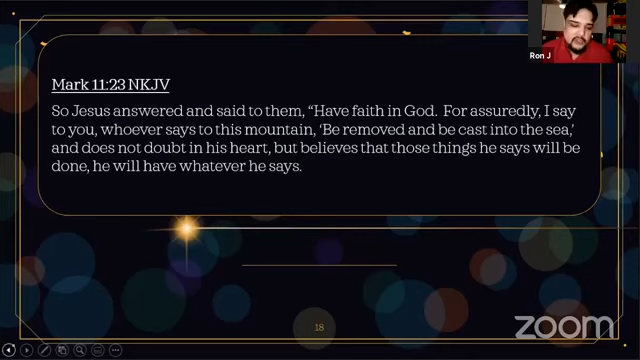 Ron J
Mark 11:23 NKJV
So Jesus answered and said to them, “Have faith in God.  For assuredly, I say
to you, whoever says to this mountain, ‘Be removed and be cast into the sea,’
and does not doubt in his heart, but believes that those things he says will be
done, he will have whatever he says.
18
zoom